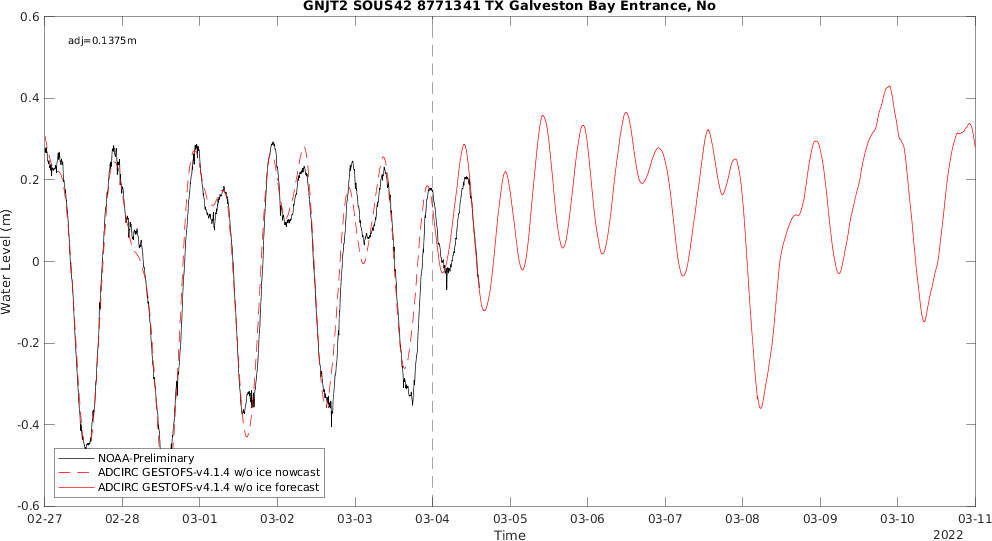 GNJT2 SOUS42 8771341 TX Galveston Bay Entrance, No
adj=0.1375m
0.6
0.4
0.2
0
-0.2
-0.4
-0.6
Water Level (m)
NOAA-Preliminary
ADCIRC GESTOFS-v4.1.4 w/o ice nowcast
ADCIRC GESTOFS-v4.1.4 w/o ice forecast
02-27 02-28 03-01 03-02 03-03 03-04 03-05 03-06 03-07 03-08 03-09 03-10 03-11
Time
2022